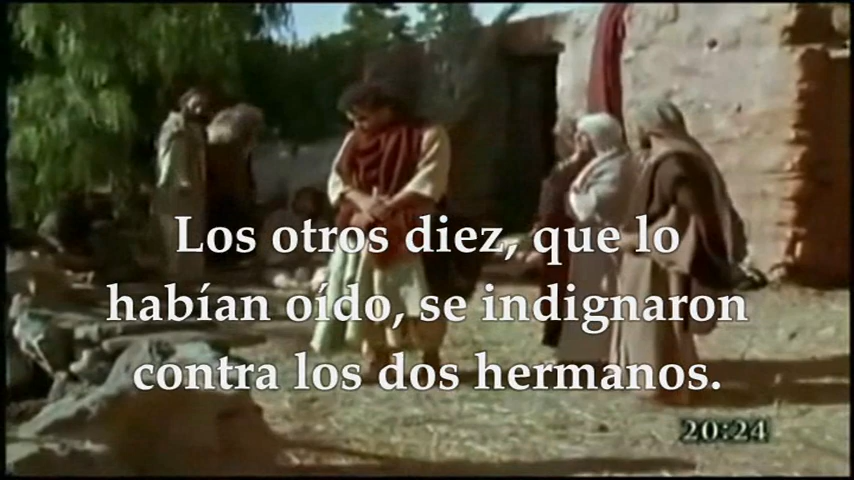 Los otros diez, que lo
habían oído, se indignaron
contra los dos hermanos.
20:24